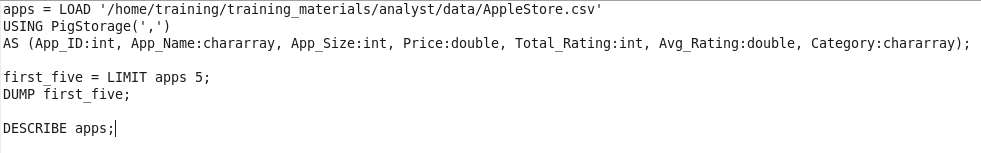 apps = LOAD '/home/training/training_materials/analyst/data/AppleStore.csv'
USING PigStorage(',')
AS (App_ID:int, App_Name:chararray, App_Size:int, Price:double, Total_Rating:int, Avg_Rating:double, Category:chararray);
first_five = LIMIT apps 5;
DUMP first_five;
DESCRIBE apps;